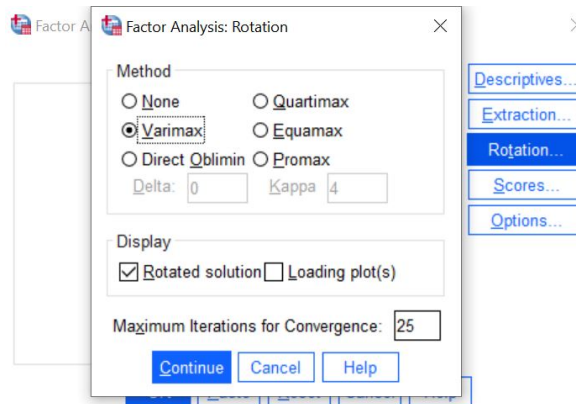 Factor A
Factor Analysis: Rotation
Method
None
Quartimax
Varimax
Equamax
Direct Oblimin
Promax
Delta: 0
Kappa 4
Display
Rotated solution
Loading plot(s)
Maximum Iterations for Convergence: 25
Continue
Cancel
Help
Descriptives...
Extraction...
Rotation...
Scores...
Options...